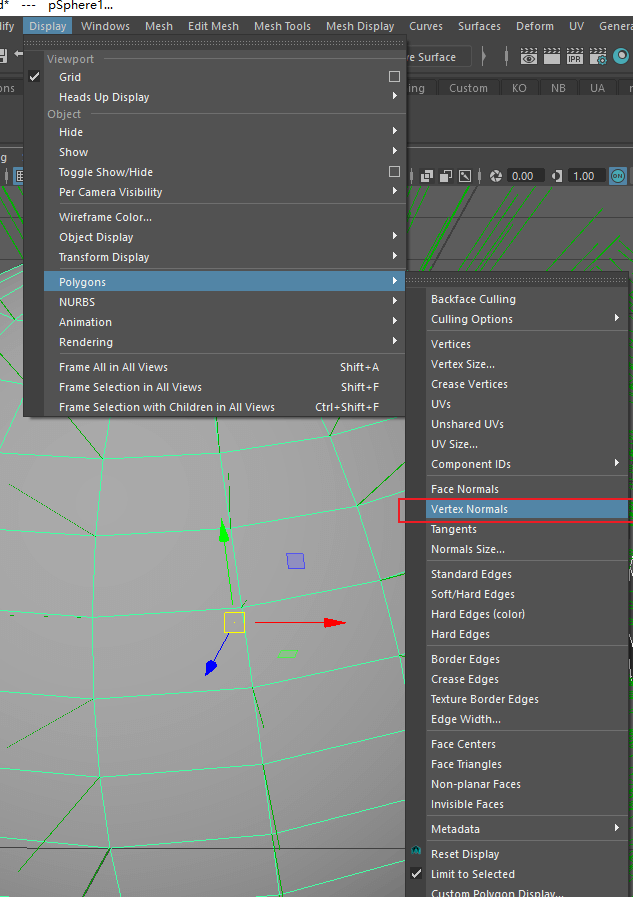 d* --- pSphere1...
ify Display Windows Mesh Edit Mesh Mesh Tools Mesh Display Curves Surfaces Deform UV Genera
ve Surface
IPR
ons
ing Custom KO NB UA
g
0.00 1.00 ON
Viewport
Grid
Heads Up Display
Object
Hide
Show
Toggle Show/Hide
Per Camera Visibility
Wireframe Color...
Object Display
Transform Display
Polygons
NURBS
Animation
Rendering
Frame All in All Views Shift+A
Frame Selection in All Views Shift+F
Frame Selection with Children in All Views Ctrl+Shift+F
Backface Culling
Culling Options
Vertices
Vertex Size...
Crease Vertices
UVs
Unshared UVs
UV Size...
Component IDs
Face Normals
Vertex Normals
Tangents
Normals Size...
Standard Edges
Soft/Hard Edges
Hard Edges (color)
Hard Edges
Border Edges
Crease Edges
Texture Border Edges
Edge Width...
Face Centers
Face Triangles
Non-planar Faces
Invisible Faces
Metadata
Reset Display
Limit to Selected
Custom Polygon Display...